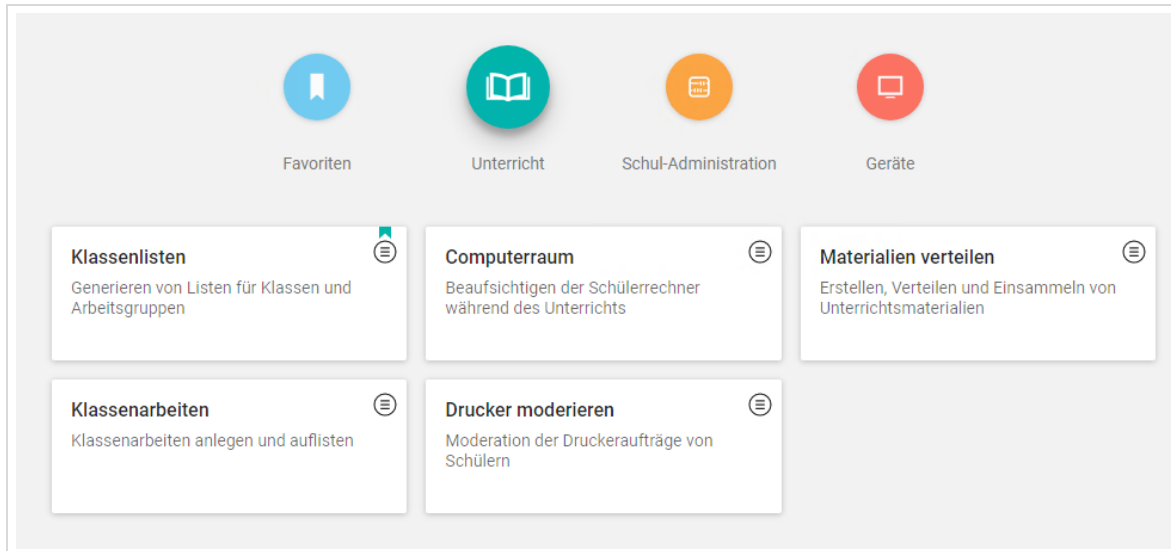 Favoriten
Unterricht
Schul-Administration
Geräte
Klassenlisten
Generieren von Listen für Klassen und
Arbeitsgruppen
Computerraum
Beaufsichtigen der Schülerrechner
während des Unterrichts
Materialien verteilen
Erstellen, Verteilen und Einsammeln von
Unterrichtsmaterialien
Klassenarbeiten
Klassenarbeiten anlegen und auflisten
Drucker moderieren
Moderation der Druckeraufträge von
Schülern